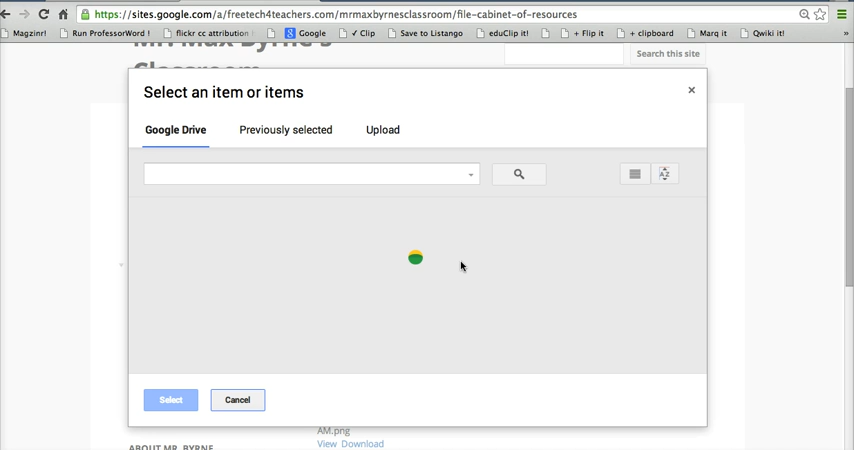 https://sites.google.com/a/freetech4teachers.com/mrmaxbyrnesclassroom/file-cabinet-of-resources
Magzinr! Run ProfessorWord ! flickr cc attribution Google ✓ Clip Save to Listango eduClip it! + Flip it + clipboard Marq it Qwiki it! »
Mr. Max Byrne's
Classroom
Search this site
Select an item or items
×
Google Drive Previously selected Upload
AZ
Select Cancel
AM.png
View Download
ABOUT MR. BYRNE